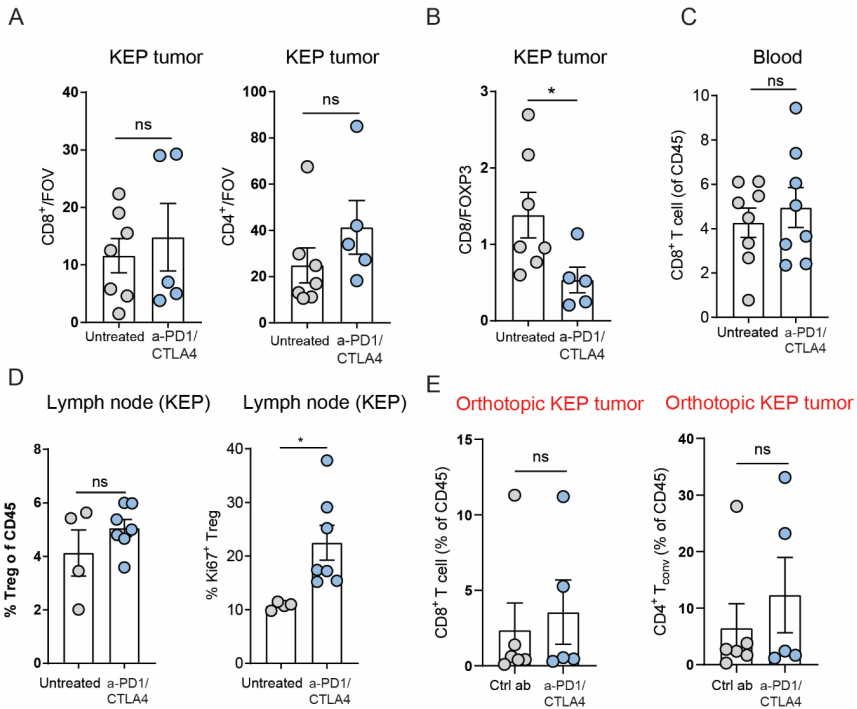 A
KEP tumor
CD8⁺/FOV
40
30
20
10
0
ns
Untreated
a-PD1/
CTLA4
KEP tumor
CD4⁺/FOV
100
80
60
40
20
0
ns
Untreated
a-PD1/
CTLA4
B
KEP tumor
CD8/FOXP3
3
2
1
0
*
Untreated
a-PD1/
CTLA4
C
Blood
CD8⁺ T cell (of CD45)
10
8
6
4
2
0
ns
Untreated
a-PD1/
CTLA4
D
Lymph node (KEP)
% Treg of CD45
8
6
4
2
0
ns
Untreated
a-PD1/
CTLA4
Lymph node (KEP)
% Ki67⁺ Treg
40
30
20
10
0
*
Untreated
a-PD1/
CTLA4
E
Orthotopic KEP tumor
CD8⁺ T cell (% of CD45)
15
10
5
0
ns
Ctrl ab
a-PD1/
CTLA4
Orthotopic KEP tumor
CD4⁺ Tconv (% of CD45)
40
30
20
10
0
ns
Ctrl ab
a-PD1/
CTLA4